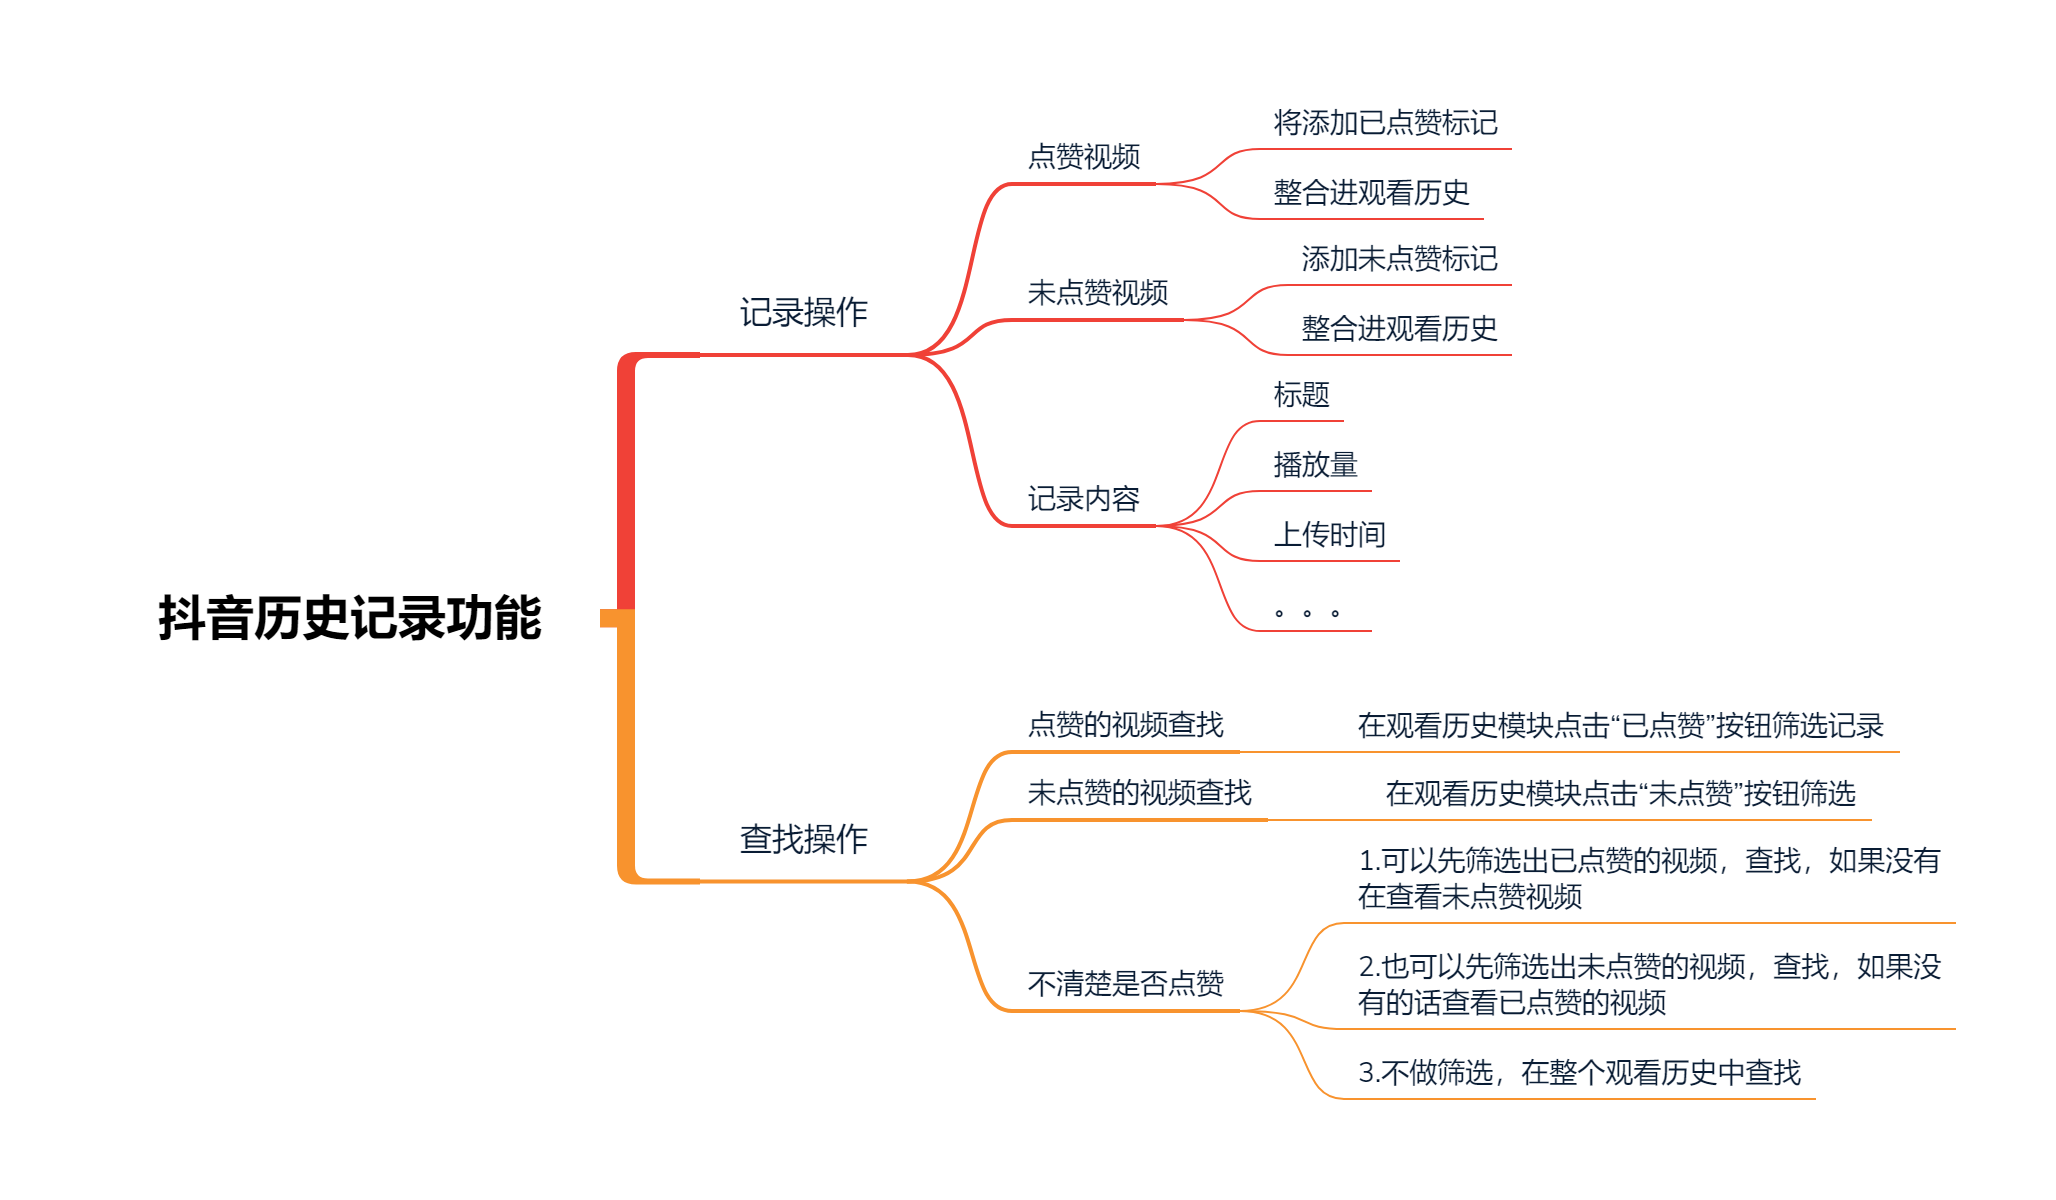 抖音历史记录功能
记录操作
点赞视频
将添加已点赞标记
整合进观看历史
未点赞视频
添加未点赞标记
整合进观看历史
记录内容
标题
播放量
上传时间
。。。
查找操作
点赞的视频查找
在观看历史模块点击“已点赞”按钮筛选记录
未点赞的视频查找
在观看历史模块点击“未点赞”按钮筛选
不清楚是否点赞
1.可以先筛选出已点赞的视频，查找，如果没有
在查看未点赞视频
2.也可以先筛选出未点赞的视频，查找，如果没
有的话查看已点赞的视频
3.不做筛选，在整个观看历史中查找